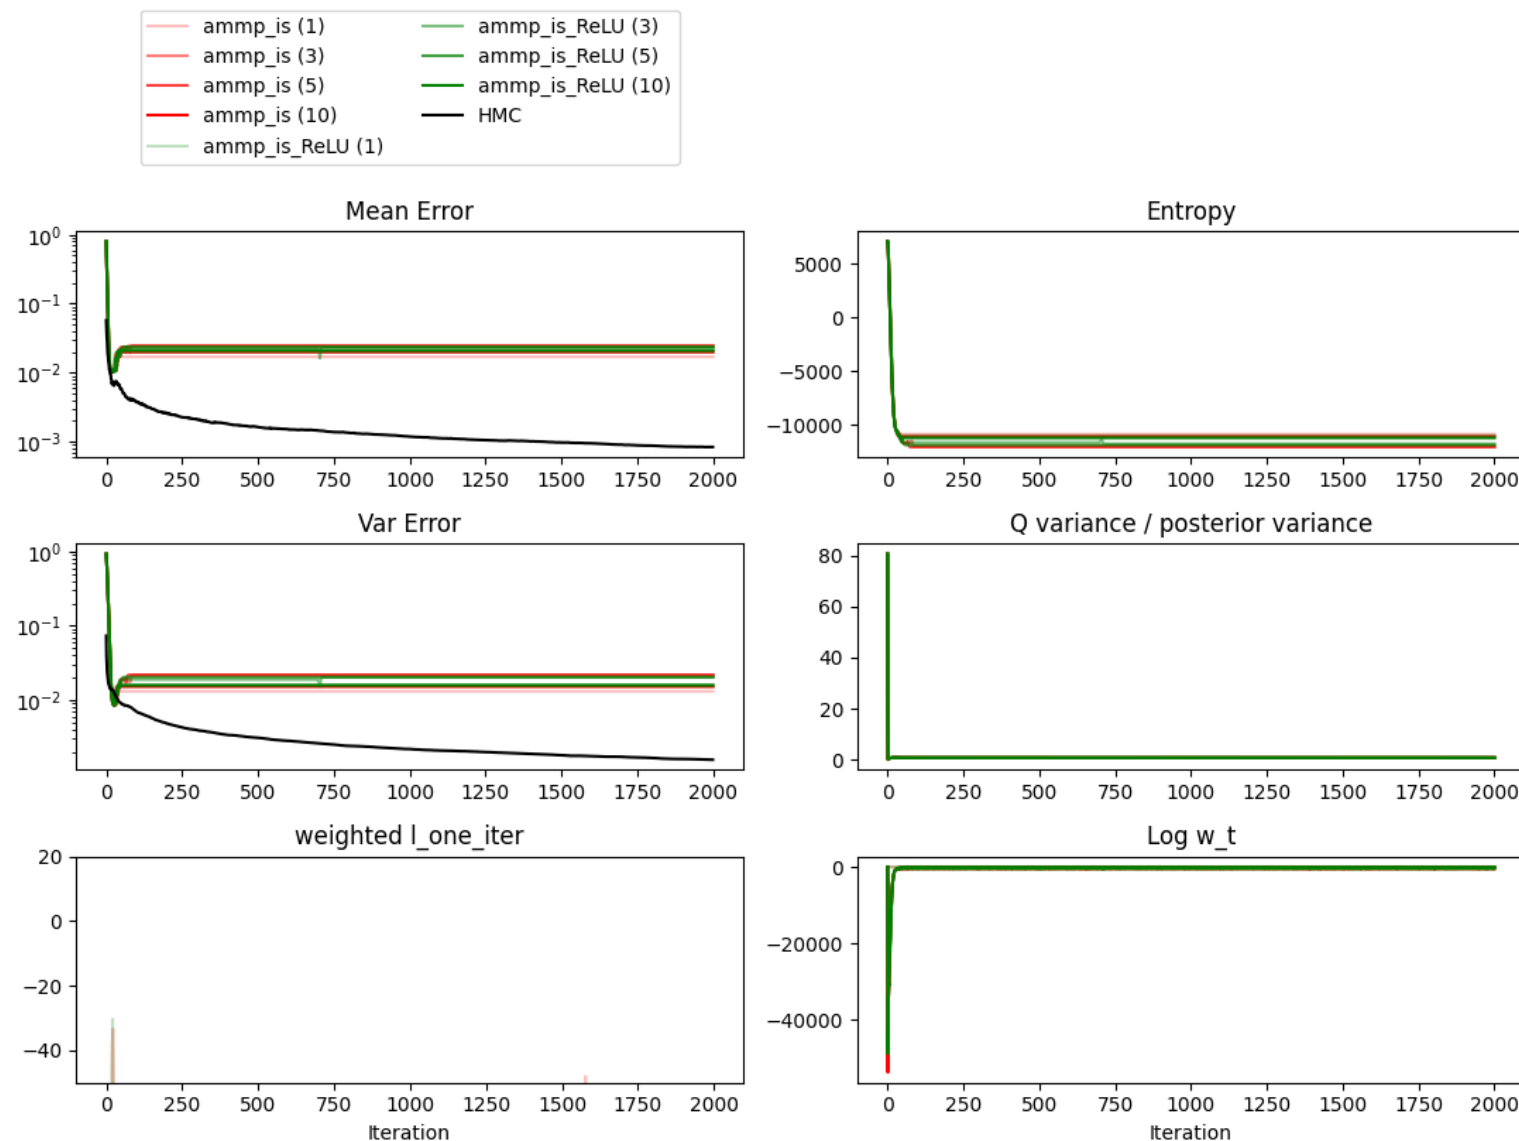 ammp_is (1)
ammp_is (3)
ammp_is (5)
ammp_is (10)
ammp_is_ReLU (1)
ammp_is_ReLU (3)
ammp_is_ReLU (5)
ammp_is_ReLU (10)
HMC
Mean Error
10^0
10^-1
10^-2
10^-3
0 250 500 750 1000 1250 1500 1750 2000
Entropy
5000
0
−5000
−10000
0 250 500 750 1000 1250 1500 1750 2000
Var Error
10^0
10^-1
10^-2
0 250 500 750 1000 1250 1500 1750 2000
Q variance / posterior variance
80
60
40
20
0
0 250 500 750 1000 1250 1500 1750 2000
weighted l_one_iter
20
0
−20
−40
0 250 500 750 1000 1250 1500 1750 2000
Iteration
Log w_t
0
−20000
−40000
0 250 500 750 1000 1250 1500 1750 2000
Iteration